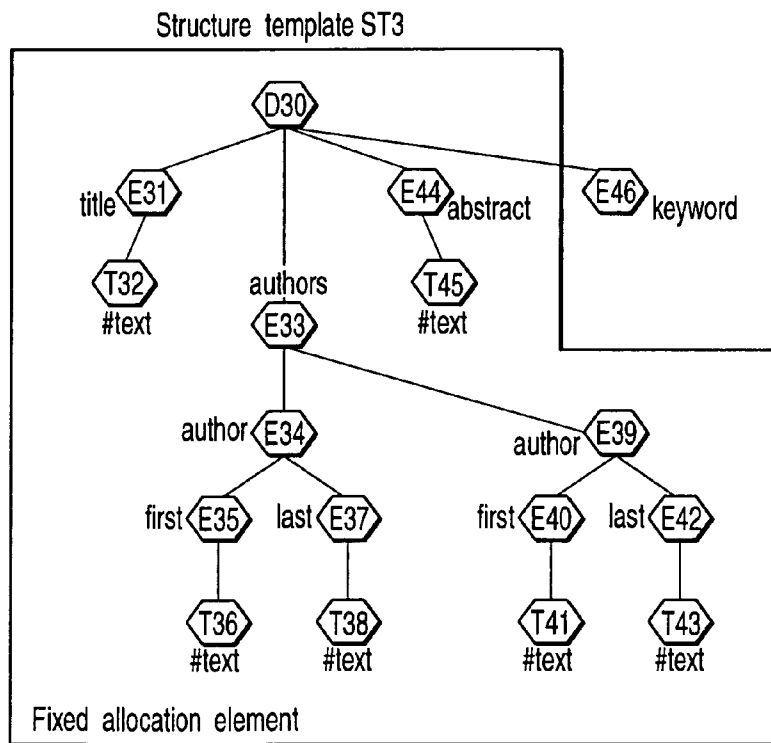 Structure template ST3
D30
E31
title
E44
abstract
E46
keyword
T32
#text
authors
E33
T45
#text
author
E34
author
E39
first
E35
last
E37
first
E40
last
E42
T36
#text
T38
#text
T41
#text
T43
#text
Fixed allocation element